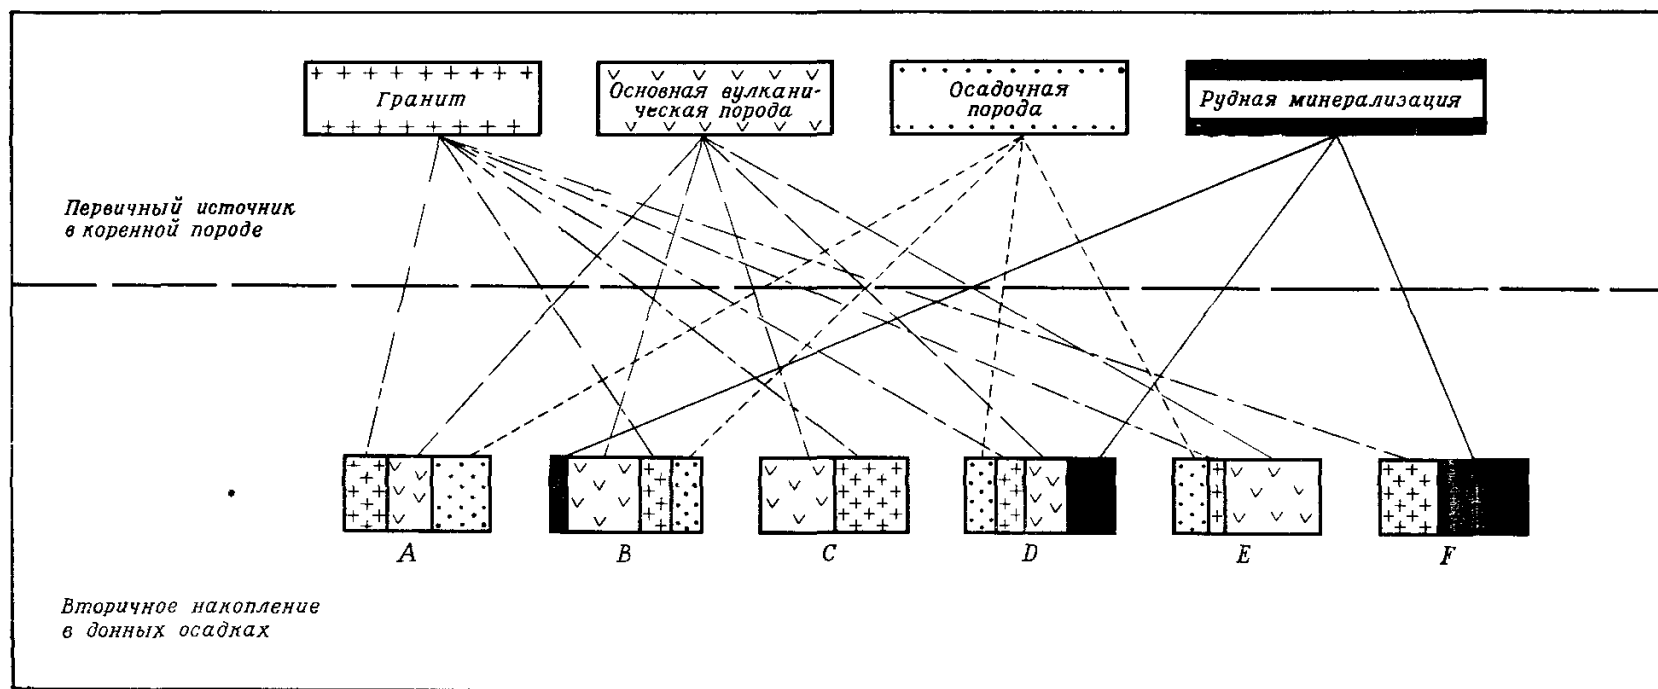 Гранит
Основная вулкани-
ческая порода
Осадочная
порода
Рудная минерализация
Первичный источник
в коренной породе
A
B
C
D
E
F
Вторичное накопление
в донных осадках